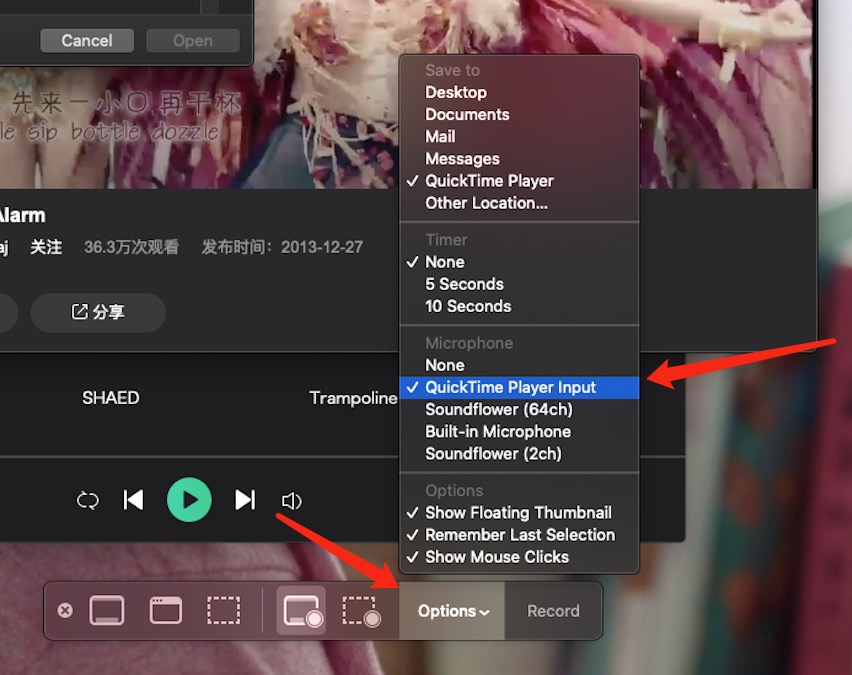 Cancel
Open
先来一小口 再干杯
le sip bottle dozzle
Alarm
aj
关注
36.3万次观看
发布时间：2013-12-27
分享
SHAED
Trampoline
Save to
Desktop
Documents
Mail
Messages
✓ QuickTime Player
Other Location...
Timer
✓ None
5 Seconds
10 Seconds
Microphone
None
✓ QuickTime Player Input
Soundflower (64ch)
Built-in Microphone
Soundflower (2ch)
Options
✓ Show Floating Thumbnail
✓ Remember Last Selection
✓ Show Mouse Clicks
Options
Record